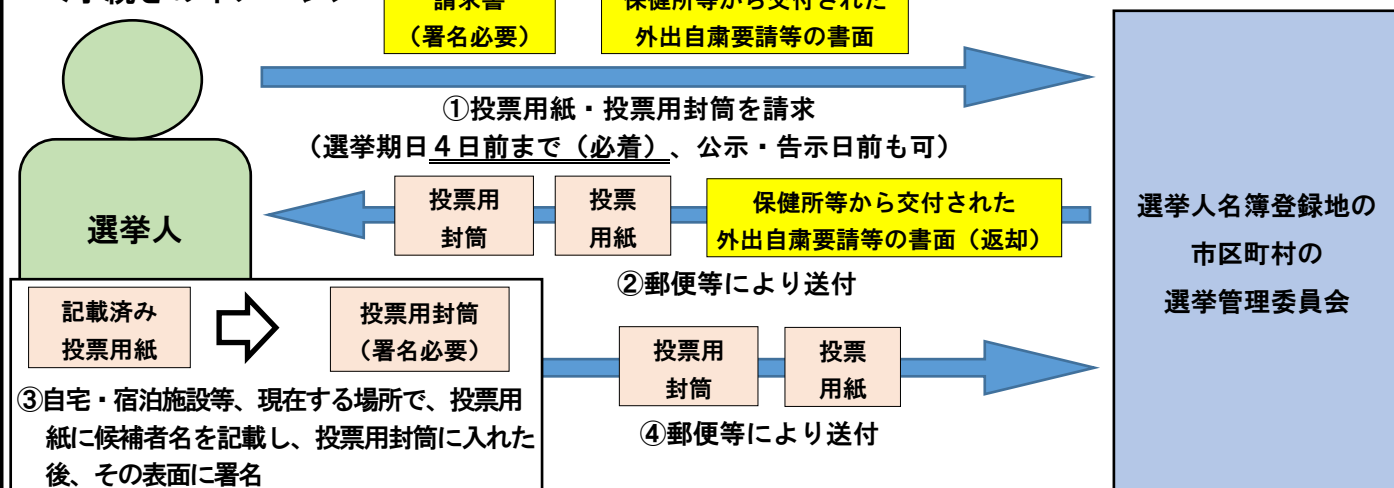 請求書
（署名必要）
保健所等から交付された
外出自粛要請等の書面
①投票用紙・投票用封筒を請求
（選挙期日４日前まで（必着）、公示・告示日前も可）
選挙人
投票用
封筒
投票
用紙
保健所等から交付された
外出自粛要請等の書面（返却）
②郵便等により送付
選挙人名簿登録地の
市区町村の
選挙管理委員会
記載済み
投票用紙
投票用封筒
（署名必要）
③自宅・宿泊施設等、現在する場所で、投票用
紙に候補者名を記載し、投票用封筒に入れた
後、その表面に署名
投票用
封筒
投票
用紙
④郵便等により送付